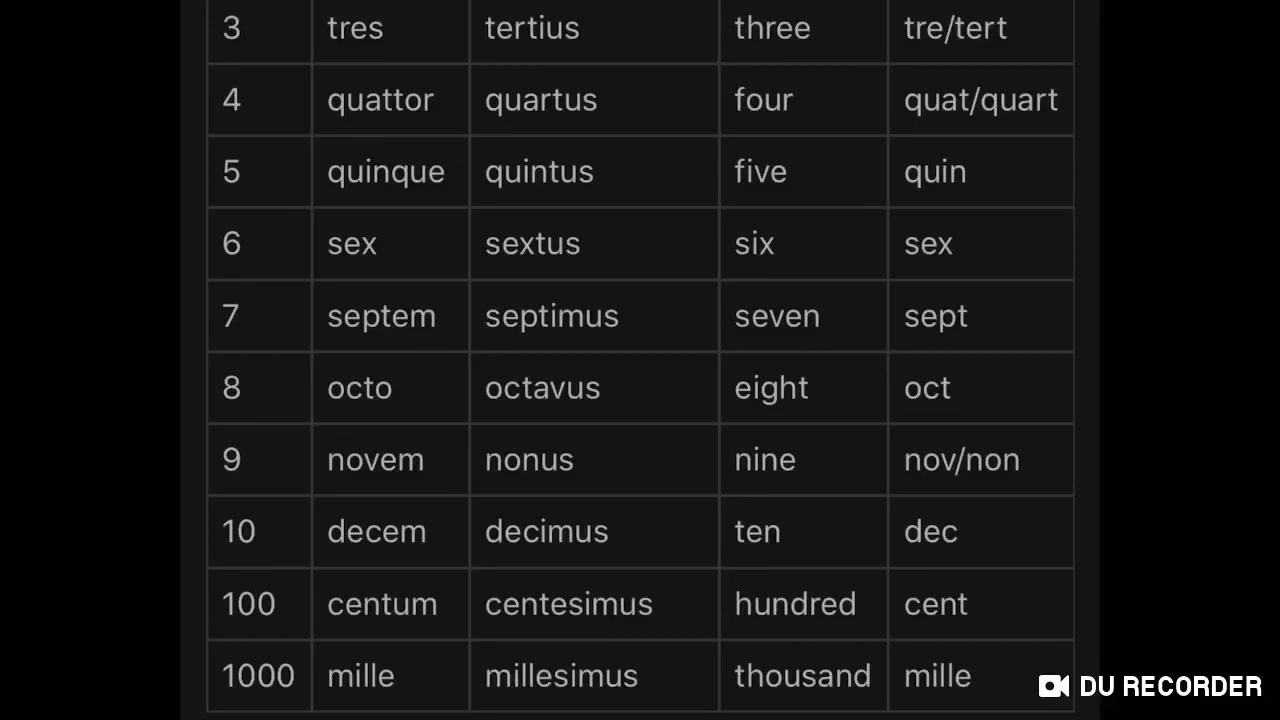 3 tres tertius three tre/tert
4 quattor quartus four quat/quart
5 quinque quintus five quin
6 sex sextus six sex
7 septem septimus seven sept
8 octo octavus eight oct
9 novem nonus nine nov/non
10 decem decimus ten dec
100 centum centesimus hundred cent
1000 mille millesimus thousand mille
DU RECORDER